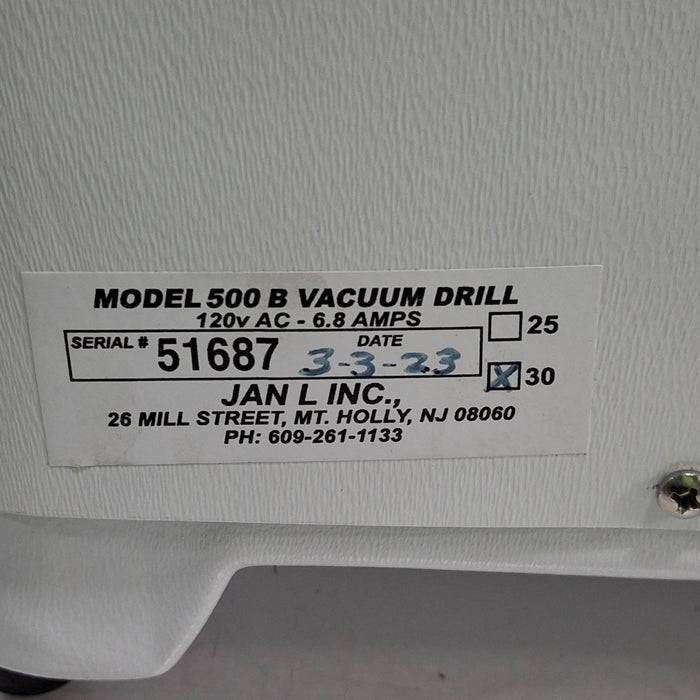 MODEL 500 B VACUUM DRILL
120v AC - 6.8 AMPS
SERIAL # 51687 DATE 3-3-23
25
X 30
JAN L INC.,
26 MILL STREET, MT. HOLLY, NJ 08060
PH: 609-261-1133